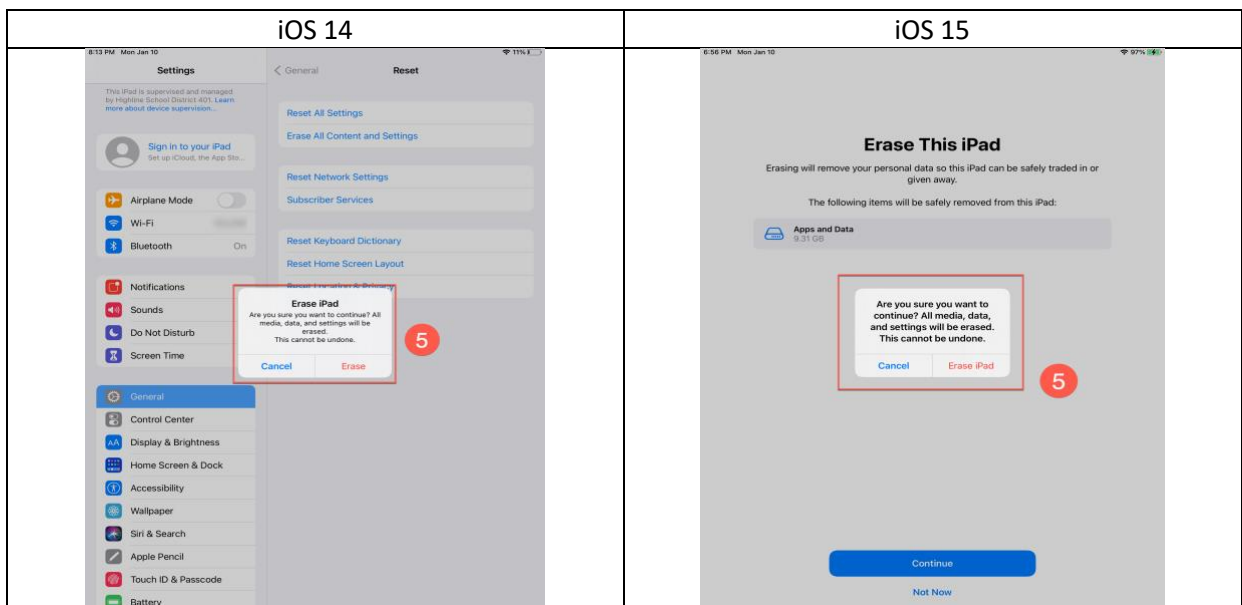 iOS 14
iOS 15
8:13 PM Mon Jan 10
11%
Settings
This iPad is supervised and managed
by Highline School District 401. Learn
more about device supervision...
Sign in to your iPad
Set up iCloud, the App Sto...
Airplane Mode
Wi-Fi
Bluetooth On
Notifications
Sounds
Do Not Disturb
Screen Time
General
Control Center
Display & Brightness
Home Screen & Dock
Accessibility
Wallpaper
Siri & Search
Apple Pencil
Touch ID & Passcode
Battery
General
Reset
Reset All Settings
Erase All Content and Settings
Reset Network Settings
Subscriber Services
Reset Keyboard Dictionary
Reset Home Screen Layout
Reset Location & Privacy
Erase iPad
Are you sure you want to continue? All
media, data, and settings will be
erased.
This cannot be undone.
Cancel Erase
5
6:56 PM Mon Jan 10
97%
Erase This iPad
Erasing will remove your personal data so this iPad can be safely traded in or
given away.
The following items will be safely removed from this iPad:
Apps and Data
9.31 GB
Are you sure you want to
continue? All media, data,
and settings will be erased.
This cannot be undone.
Cancel Erase iPad
5
Continue
Not Now